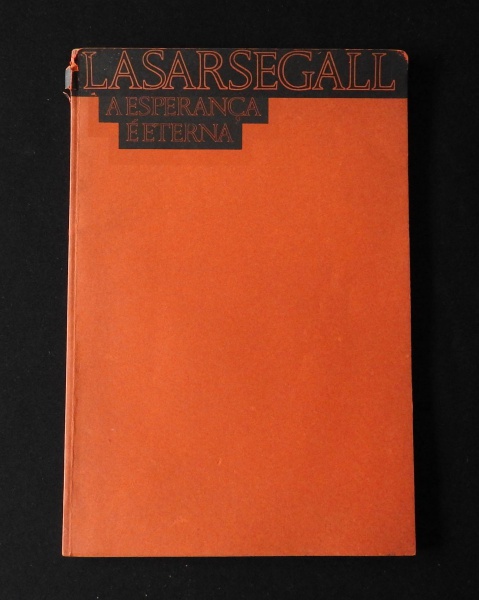 LASARSEGALL
A ESPERANÇA
É ETERNA